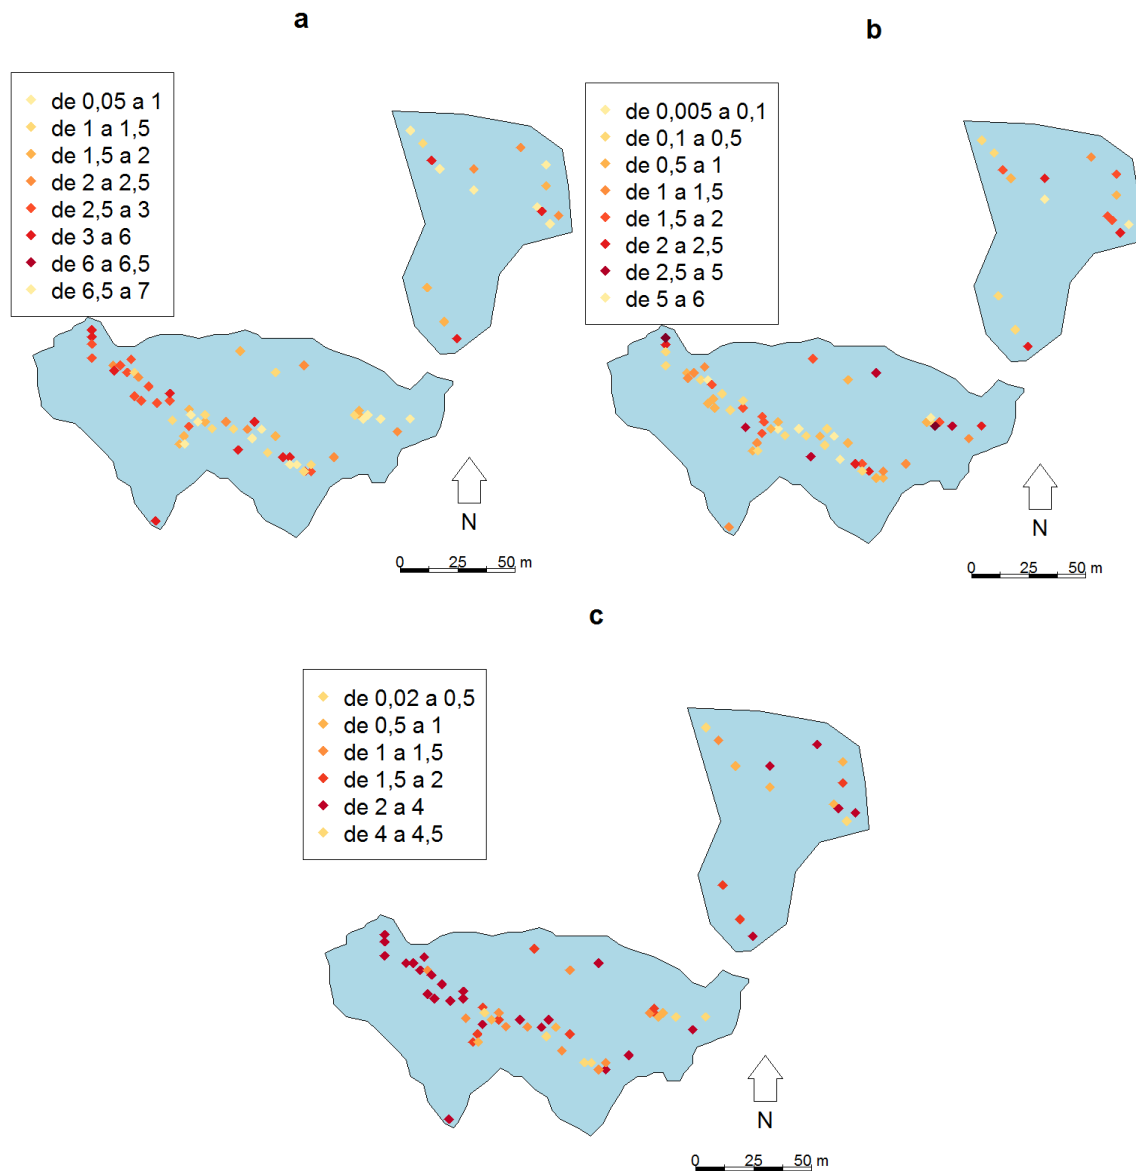 a
de 0,05 a 1
de 1 a 1,5
de 1,5 a 2
de 2 a 2,5
de 2,5 a 3
de 3 a 6
de 6 a 6,5
de 6,5 a 7
N
0 25 50 m
b
de 0,005 a 0,1
de 0,1 a 0,5
de 0,5 a 1
de 1 a 1,5
de 1,5 a 2
de 2 a 2,5
de 2,5 a 5
de 5 a 6
N
0 25 50 m
c
de 0,02 a 0,5
de 0,5 a 1
de 1 a 1,5
de 1,5 a 2
de 2 a 4
de 4 a 4,5
N
0 25 50 m